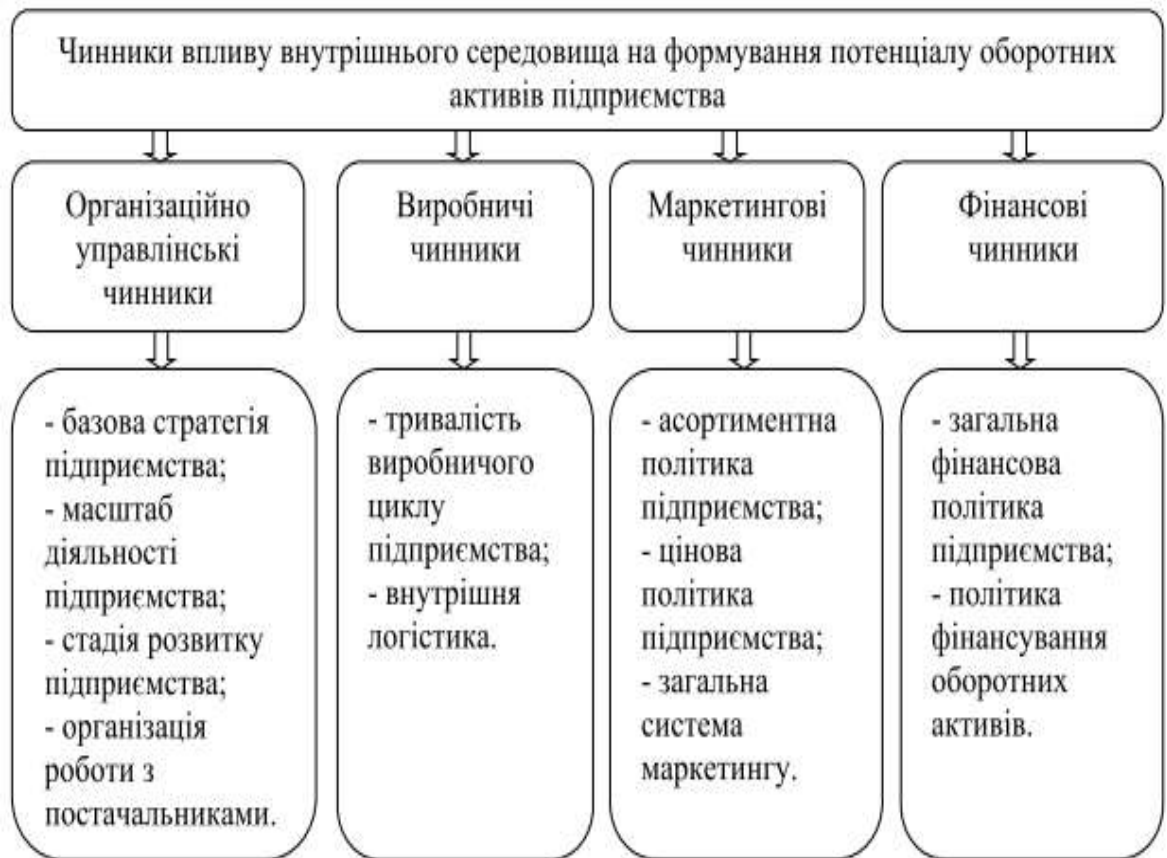 Чинники впливу внутрішнього середовища на формування потенціалу оборотних
активів підприємства
Організаційно
управлінські
чинники
Виробничі
чинники
Маркетингові
чинники
Фінансові
чинники
- базова стратегія
підприємства;
- масштаб
діяльності
підприємства;
- стадія розвитку
підприємства;
- організація
роботи з
постачальниками.
- тривалість
виробничого
циклу
підприємства;
- внутрішня
логістика.
- асортиментна
політика
підприємства;
- цінова
політика
підприємства;
- загальна
система
маркетингу.
- загальна
фінансова
політика
підприємства;
- політика
фінансування
оборотних
активів.